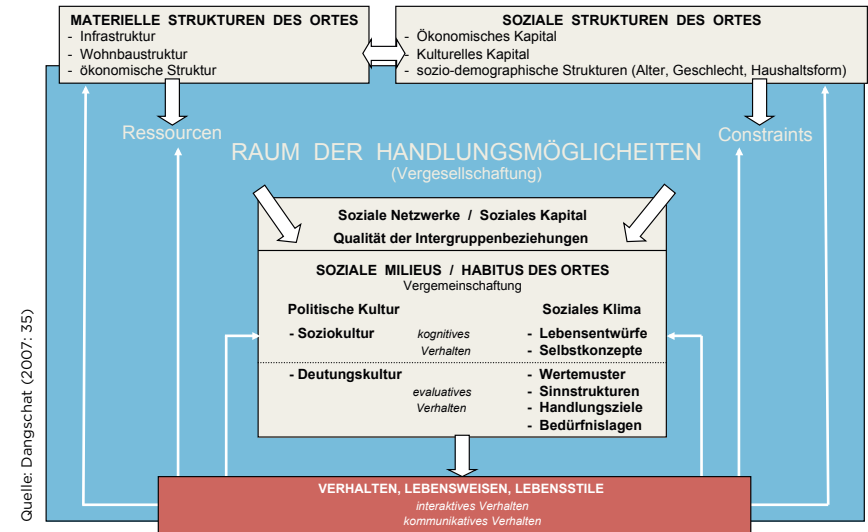 MATERIELLE STRUKTUREN DES ORTES
- Infrastruktur
- Wohnbaustruktur
- ökonomische Struktur
SOZIALE STRUKTUREN DES ORTES
- Ökonomisches Kapital
- Kulturelles Kapital
- sozio-demographische Strukturen (Alter, Geschlecht, Haushaltsform)
Ressourcen
Constraints
RAUM DER HANDLUNGSMÖGLICHEITEN
(Vergesellschaftung)
Soziale Netzwerke / Soziales Kapital
Qualität der Intergruppenbeziehungen
SOZIALE MILIEUS / HABITUS DES ORTES
Vergemeinschaftung
Politische Kultur
Soziales Klima
- Soziokultur
kognitives
Verhalten
- Lebensentwürfe
- Selbstkonzepte
- Deutungskultur
evaluatives
Verhalten
- Wertemuster
- Sinnstrukturen
- Handlungsziele
- Bedürfnislagen
VERHALTEN, LEBENSWEISEN, LEBENSSTILE
interaktives Verhalten
kommunikatives Verhalten
Quelle: Dangschat (2007: 35)